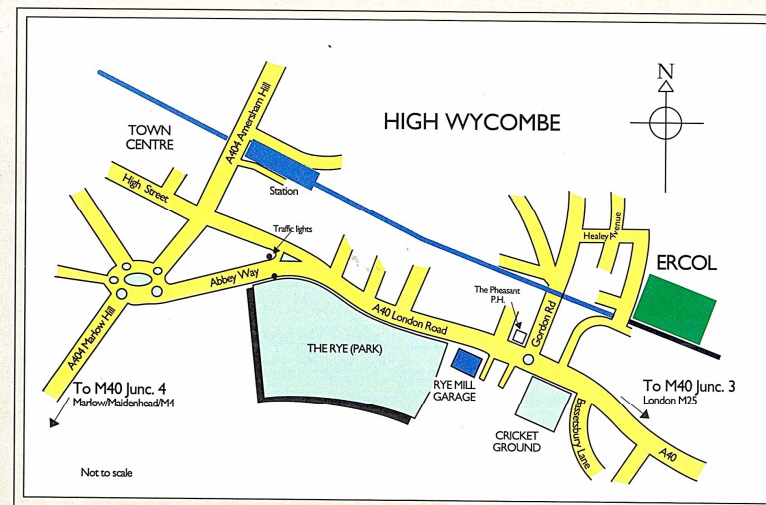 HIGH WYCOMBE
N
TOWN
CENTRE
A404 Amersham Hill
High Street
Station
Traffic lights
Abbey Way
A404 Marlow Hill
To M40 Junc. 4
Marlow/Maidenhead/M4
THE RYE (PARK)
A40 London Road
The Pheasant
P.H.
Gordon Rd
Healey Avenue
ERCOL
RYE MILL
GARAGE
CRICKET
GROUND
Bassetsbury Lane
To M40 Junc. 3
London M25
A40
Not to scale